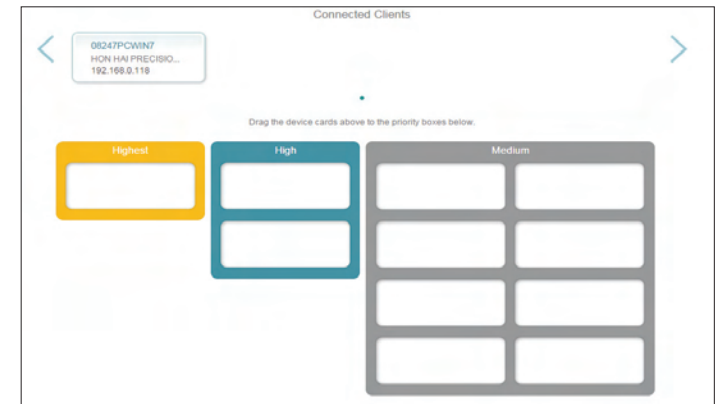 Connected Clients
08247PCWIN7
HON HAI PRECISIO...
192.168.0.118
Drag the device cards above to the priority boxes below.
Highest
High
Medium